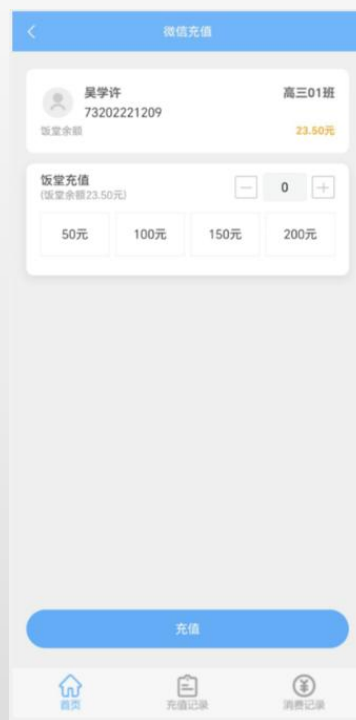 微信充值
吴学许 高三01班
73202221209
饭堂余额 23.50元
饭堂充值
(饭堂余额23.50元)
0
50元 100元 150元 200元
充值
首页 充值记录 消费记录